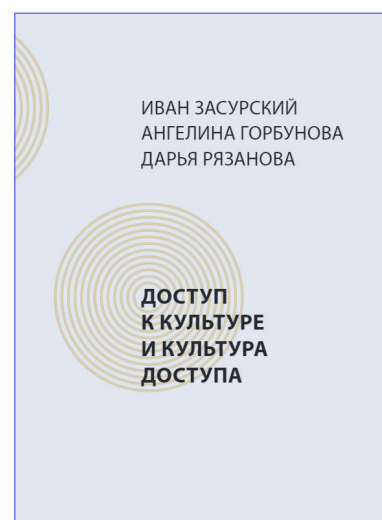 ИВАН ЗАСУРСКИЙ
АНГЕЛИНА ГОРБУНОВА
ДАРЬЯ РЯЗАНОВА
ДОСТУП
К КУЛЬТУРЕ
И КУЛЬТУРА
ДОСТУПА